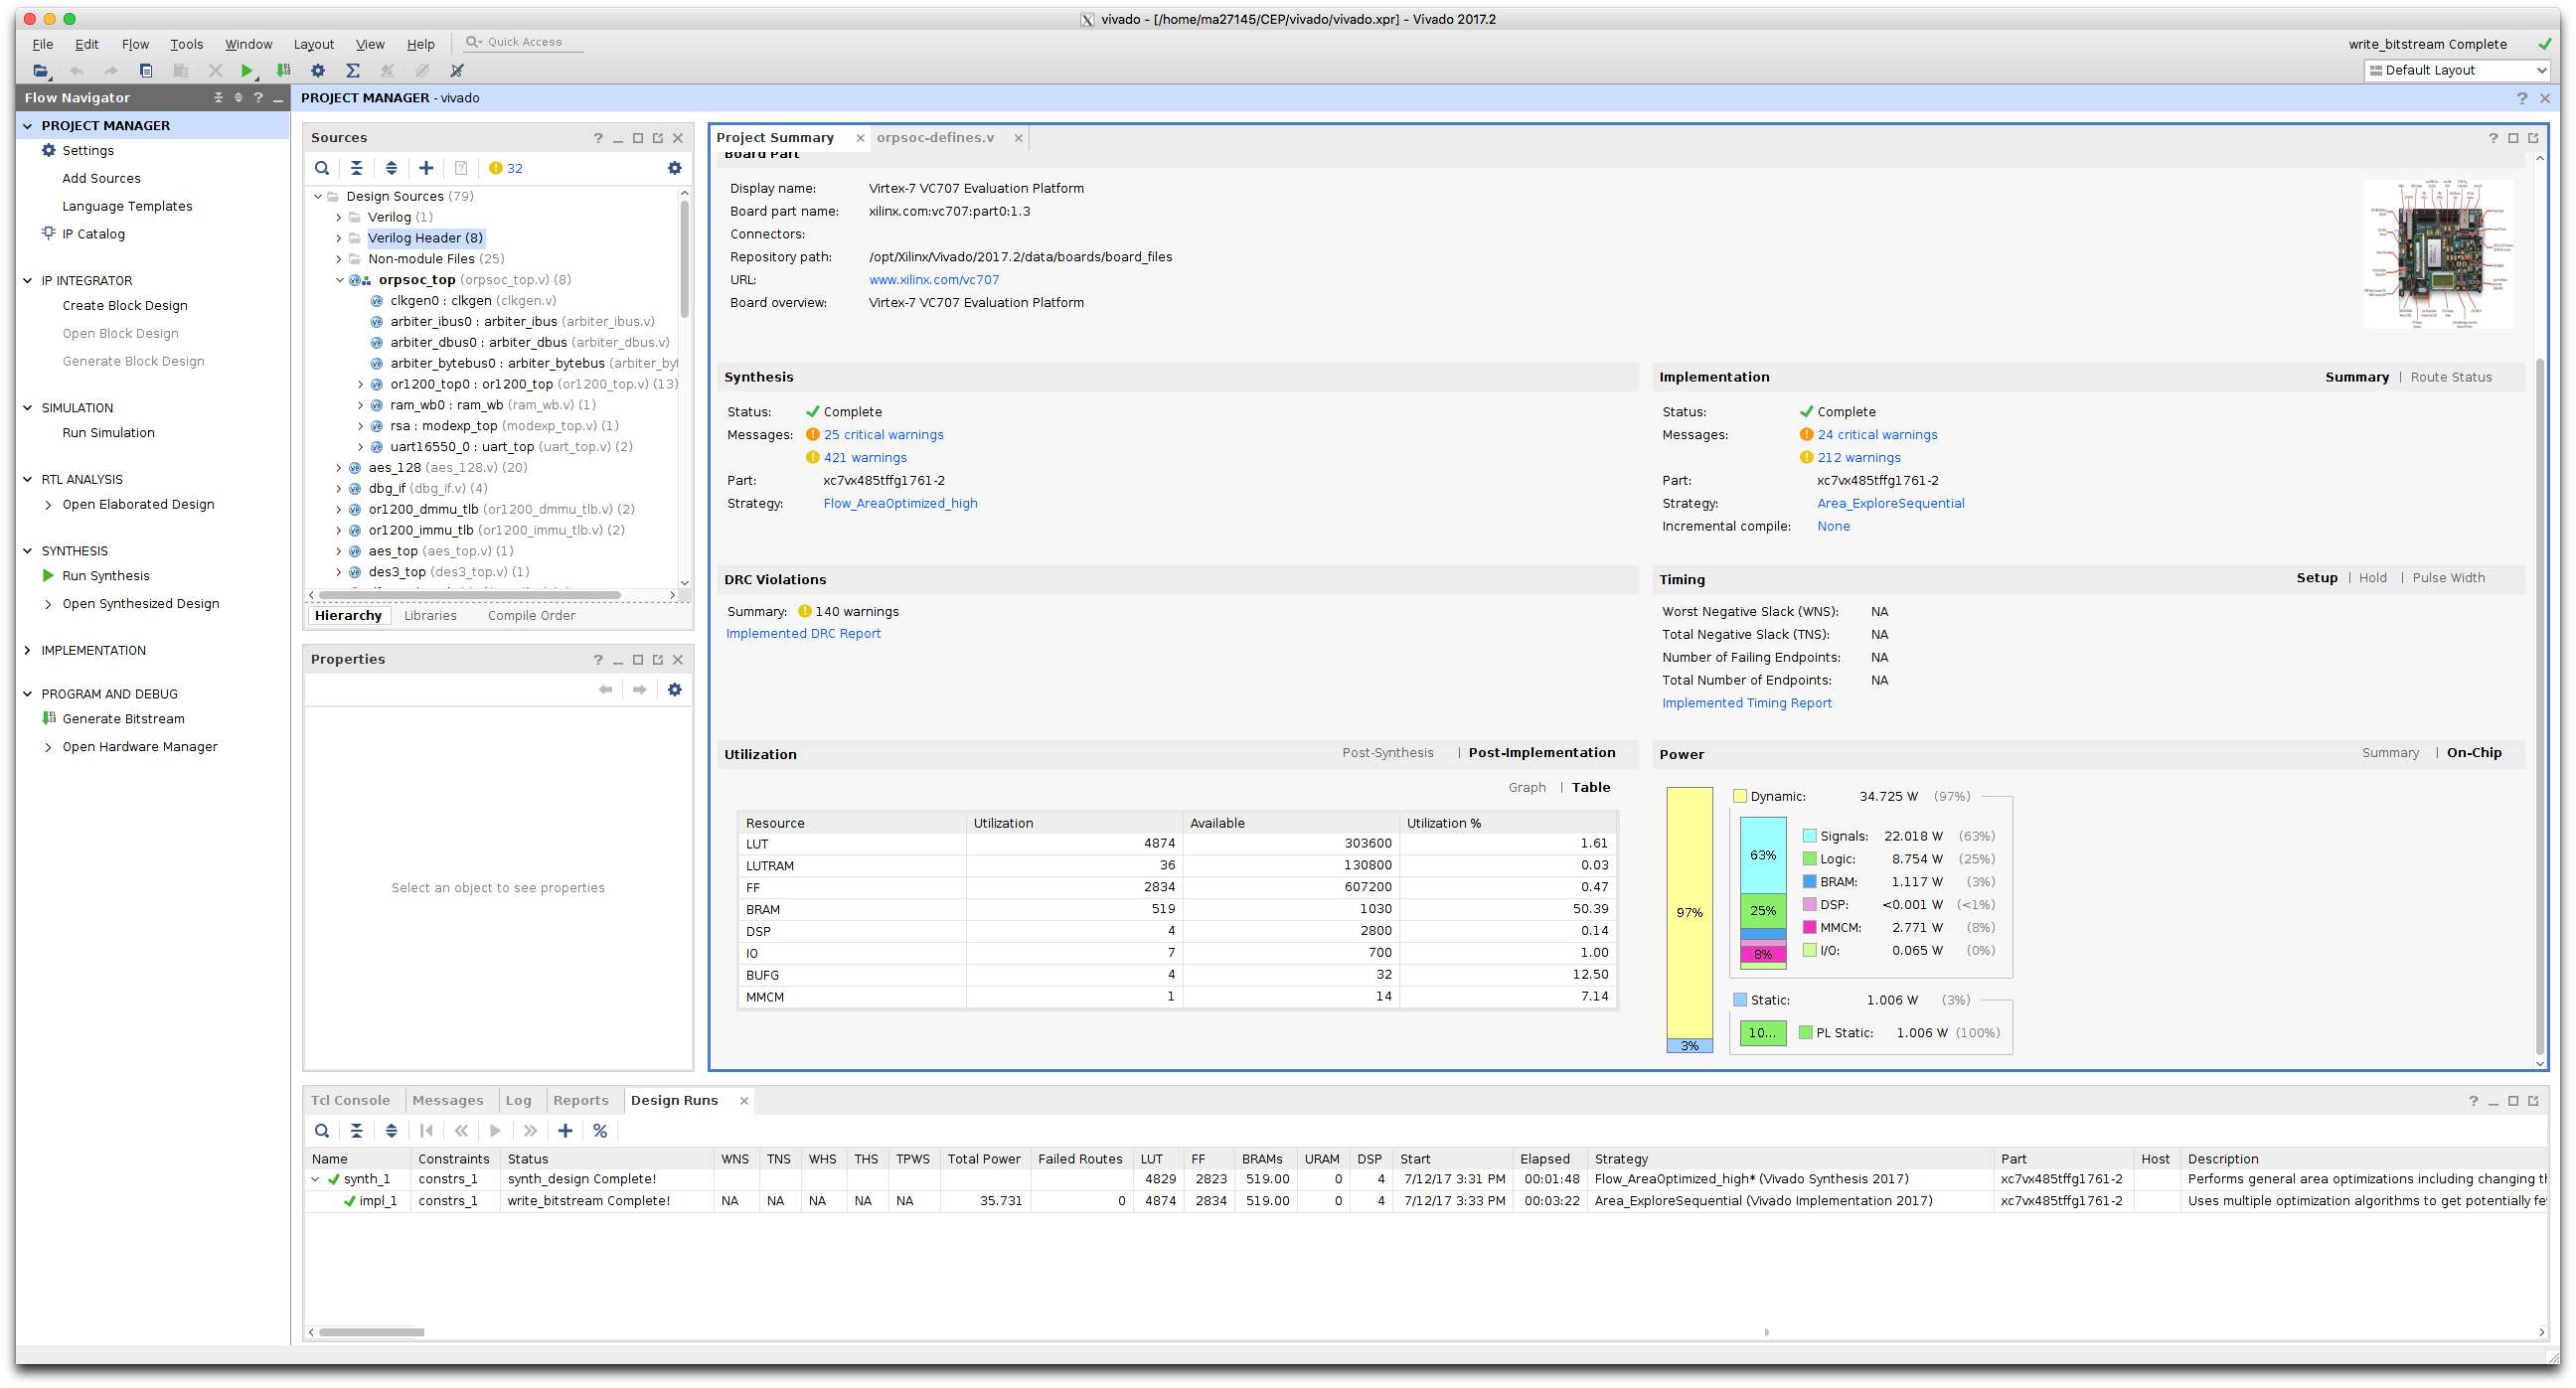 vivado - [/home/ma27145/CEP/vivado/vivado.xpr] - Vivado 2017.2
File Edit Flow Tools Window Layout View Help Quick Access
write_bitstream Complete
Default Layout
Flow Navigator
PROJECT MANAGER
Settings
Add Sources
Language Templates
IP Catalog
IP INTEGRATOR
Create Block Design
Open Block Design
Generate Block Design
SIMULATION
Run Simulation
RTL ANALYSIS
Open Elaborated Design
SYNTHESIS
Run Synthesis
Open Synthesized Design
IMPLEMENTATION
PROGRAM AND DEBUG
Generate Bitstream
Open Hardware Manager
PROJECT MANAGER - vivado
Sources
32
Design Sources (79)
Verilog (1)
Verilog Header (8)
Non-module Files (25)
orpsoc_top (orpsoc_top.v) (8)
clkgen0 : clkgen (clkgen.v)
arbiter_ibus0 : arbiter_ibus (arbiter_ibus.v)
arbiter_dbus0 : arbiter_dbus (arbiter_dbus.v)
arbiter_bytebus0 : arbiter_bytebus (arbiter_byt
or1200_top0 : or1200_top (or1200_top.v) (13)
ram_wb0 : ram_wb (ram_wb.v) (1)
rsa : modexp_top (modexp_top.v) (1)
uart16550_0 : uart_top (uart_top.v) (2)
aes_128 (aes_128.v) (20)
dbg_if (dbg_if.v) (4)
or1200_dmmu_tlb (or1200_dmmu_tlb.v) (2)
or1200_immu_tlb (or1200_immu_tlb.v) (2)
aes_top (aes_top.v) (1)
des3_top (des3_top.v) (1)
Hierarchy Libraries Compile Order
Properties
Select an object to see properties
Project Summary orpsoc-defines.v
Board Part
Display name: Virtex-7 VC707 Evaluation Platform
Board part name: xilinx.com:vc707:part0:1.3
Connectors:
Repository path: /opt/Xilinx/Vivado/2017.2/data/boards/board_files
URL: www.xilinx.com/vc707
Board overview: Virtex-7 VC707 Evaluation Platform
Synthesis
Status: Complete
Messages: 25 critical warnings
421 warnings
Part: xc7vx485tffg1761-2
Strategy: Flow_AreaOptimized_high
Implementation Summary | Route Status
Status: Complete
Messages: 24 critical warnings
212 warnings
Part: xc7vx485tffg1761-2
Strategy: Area_ExploreSequential
Incremental compile: None
DRC Violations
Summary: 140 warnings
Implemented DRC Report
Timing Setup | Hold | Pulse Width
Worst Negative Slack (WNS): NA
Total Negative Slack (TNS): NA
Number of Failing Endpoints: NA
Total Number of Endpoints: NA
Implemented Timing Report
Utilization Post-Synthesis | Post-Implementation
Graph | Table
Resource Utilization Available Utilization %
LUT 4874 303600 1.61
LUTRAM 36 130800 0.03
FF 2834 607200 0.47
BRAM 519 1030 50.39
DSP 4 2800 0.14
IO 7 700 1.00
BUFG 4 32 12.50
MMCM 1 14 7.14
Power Summary | On-Chip
97%
3%
Dynamic: 34.725 W (97%)
63%
25%
8%
Signals: 22.018 W (63%)
Logic: 8.754 W (25%)
BRAM: 1.117 W (3%)
DSP: <0.001 W (<1%)
MMCM: 2.771 W (8%)
I/O: 0.065 W (0%)
Static: 1.006 W (3%)
10... PL Static: 1.006 W (100%)
Tcl Console Messages Log Reports Design Runs
Name Constraints Status WNS TNS WHS THS TPWS Total Power Failed Routes LUT FF BRAMs URAM DSP Start Elapsed Strategy Part Host Description
synth_1 constrs_1 synth_design Complete! 4829 2823 519.00 0 4 7/12/17 3:31 PM 00:01:48 Flow_AreaOptimized_high* (Vivado Synthesis 2017) xc7vx485tffg1761-2 Performs general area optimizations including changing th
impl_1 constrs_1 write_bitstream Complete! NA NA NA NA NA 35.731 0 4874 2834 519.00 0 4 7/12/17 3:33 PM 00:03:22 Area_ExploreSequential (Vivado Implementation 2017) xc7vx485tffg1761-2 Uses multiple optimization algorithms to get potentially fe